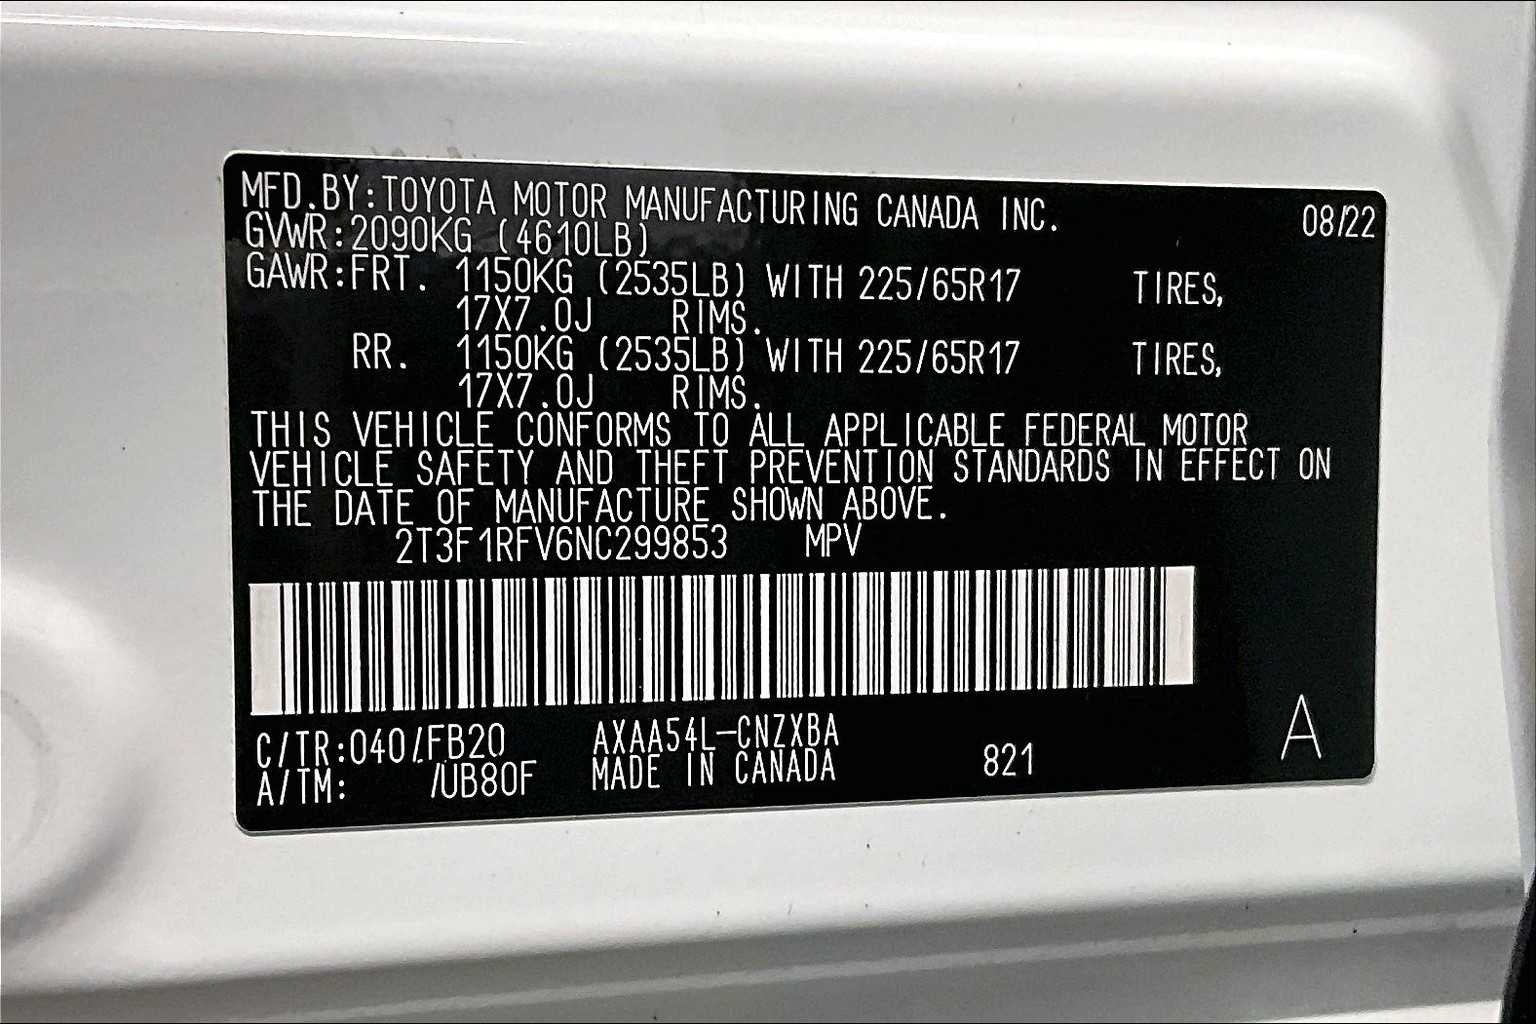 MFD.BY:TOYOTA MOTOR MANUFACTURING CANADA INC. 08/22
GVWR:2090KG (4610LB)
GAWR:FRT. 1150KG (2535LB) WITH 225/65R17 TIRES,
17X7.0J RIMS.
RR. 1150KG (2535LB) WITH 225/65R17 TIRES,
17X7.0J RIMS.
THIS VEHICLE CONFORMS TO ALL APPLICABLE FEDERAL MOTOR
VEHICLE SAFETY AND THEFT PREVENTION STANDARDS IN EFFECT ON
THE DATE OF MANUFACTURE SHOWN ABOVE.
2T3F1RFV6NC299853 MPV
C/TR:040/FB20 AXAA54L-CNZXBA
A/TM: /UB80F MADE IN CANADA 821 A